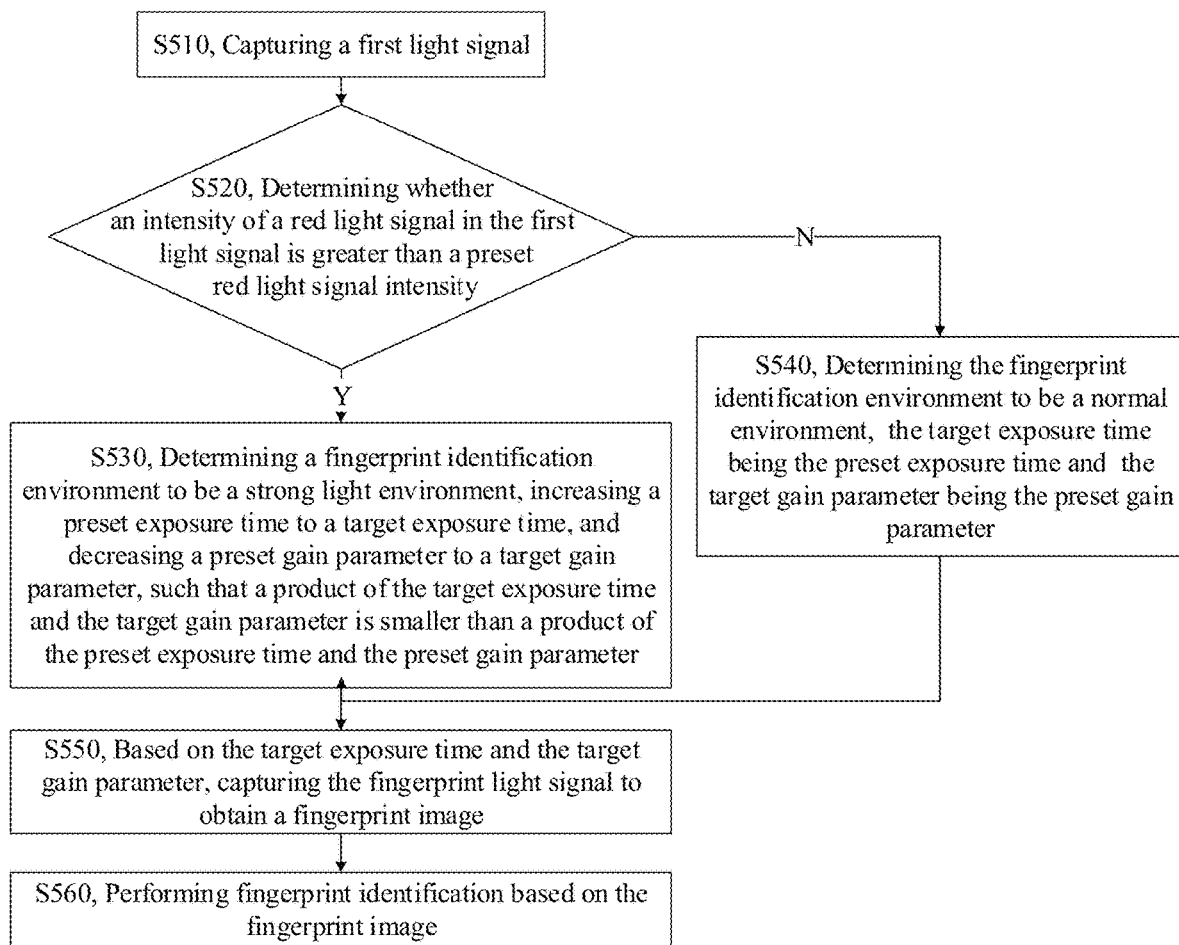 S510, Capturing a first light signal
S520, Determining whether
an intensity of a red light signal in the first
light signal is greater than a preset
red light signal intensity
N
Y
S540, Determining the fingerprint
identification environment to be a normal
environment, the target exposure time
being the preset exposure time and the
target gain parameter being the preset gain
parameter
S530, Determining a fingerprint identification
environment to be a strong light environment, increasing a
preset exposure time to a target exposure time, and
decreasing a preset gain parameter to a target gain
parameter, such that a product of the target exposure time
and the target gain parameter is smaller than a product of
the preset exposure time and the preset gain parameter
S550, Based on the target exposure time and the target
gain parameter, capturing the fingerprint light signal to
obtain a fingerprint image
S560, Performing fingerprint identification based on the
fingerprint image